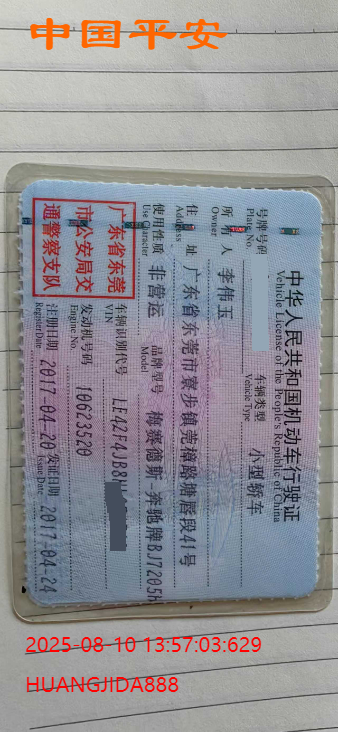 中国平安
中华人民共和国机动车行驶证
Vehicle License of the People's Republic of China
号牌号码
Plate No.
车辆类型 小型轿车
Vehicle Type
所有人 李伟玉
Owner
住址 广东省东莞市寮步镇莞樟路塘唇段41号
Address
使用性质 非营运 品牌型号 梅赛德斯-奔驰牌BJ7205H
Use Character Model
广东省东莞
市公安局交
通警察支队
车辆识别代号 LE42F4JB8H
VIN
发动机号码 10623520
Engine No.
注册日期 2017-04-20 发证日期 2017-04-24
Register Date Issue Date
2025-08-10 13:57:03:629
HUANGJIDA888